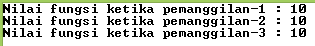 Nilai fungsi ketika pemanggilan-1 : 10
Nilai fungsi ketika pemanggilan-2 : 10
Nilai fungsi ketika pemanggilan-3 : 10